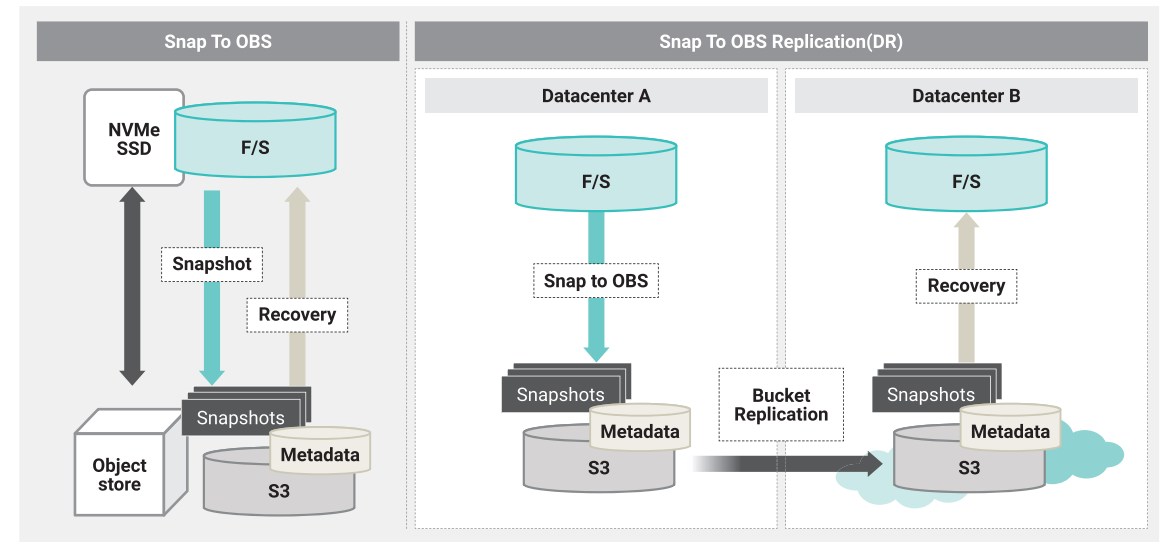 Snap To OBS
NVMe
SSD
F/S
Snapshot
Recovery
Snapshots
Metadata
Object
store
S3
Snap To OBS Replication(DR)
Datacenter A
F/S
Snap to OBS
Snapshots
Metadata
S3
Bucket
Replication
Datacenter B
F/S
Recovery
Snapshots
Metadata
S3